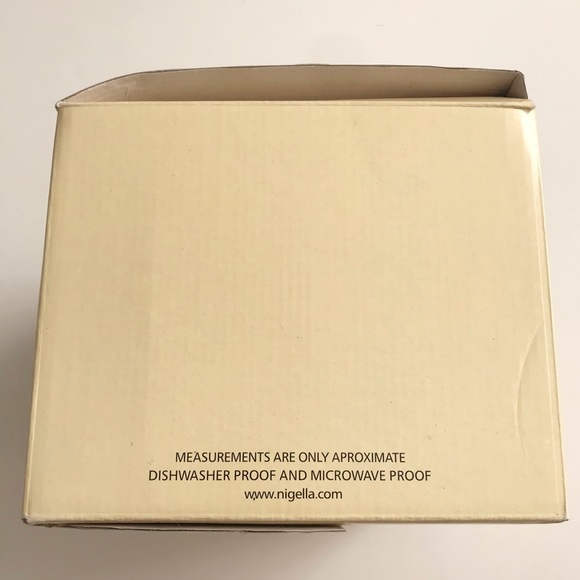 MEASUREMENTS ARE ONLY APROXIMATE
DISHWASHER PROOF AND MICROWAVE PROOF
www.nigella.com